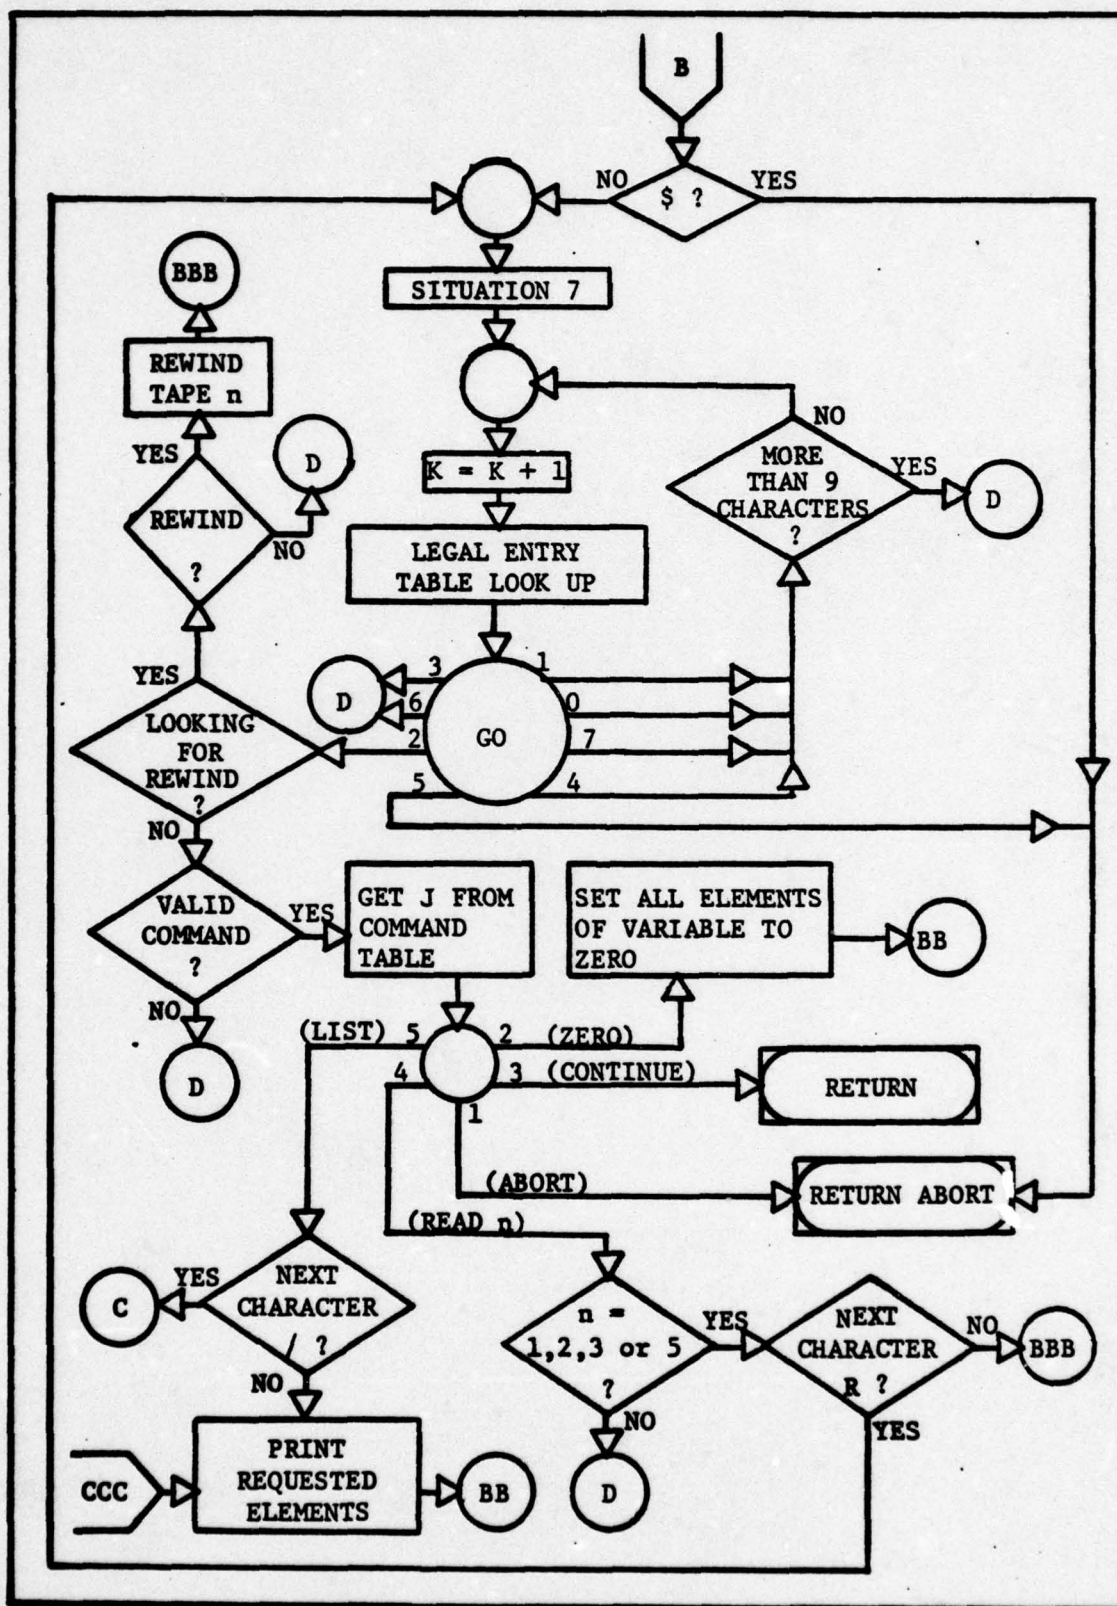 B
NO
$ ?
YES
BBB
SITUATION 7
REWIND
TAPE n
YES
D
NO
K = K + 1
MORE
THAN 9
CHARACTERS
?
YES
D
REWIND
?
NO
LEGAL ENTRY
TABLE LOOK UP
YES
D
3
1
6
0
GO
2
7
5
4
LOOKING
FOR
REWIND
?
NO
VALID
COMMAND
?
YES
GET J FROM
COMMAND
TABLE
SET ALL ELEMENTS
OF VARIABLE TO
ZERO
BB
NO
D
(LIST) 5
2 (ZERO)
4
3 (CONTINUE)
RETURN
1
(ABORT)
RETURN ABORT
(READ n)
C
YES
NEXT
CHARACTER
/ ?
NO
n =
1,2,3 or 5
?
YES
NEXT
CHARACTER
R ?
NO
BBB
NO
YES
CCC
PRINT
REQUESTED
ELEMENTS
BB
D